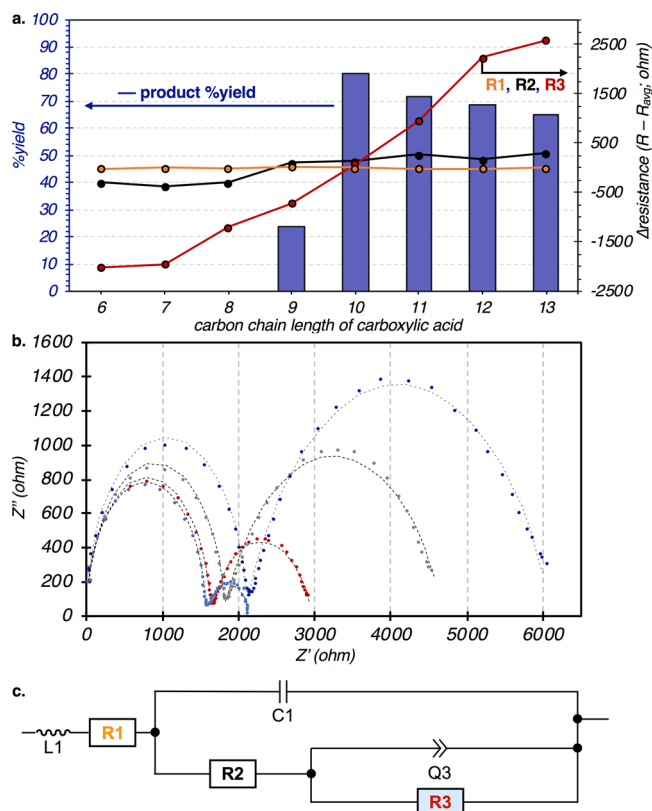 a.
100
90
80
70
60
50
40
30
20
10
0
%yield
— product %yield
R1, R2, R3
2500
1500
500
-500
-1500
-2500
Δresistance (R – Ravg; ohm)
6 7 8 9 10 11 12 13
carbon chain length of carboxylic acid
b.
1600
1400
1200
1000
800
600
400
200
0
Z" (ohm)
0 1000 2000 3000 4000 5000 6000
Z' (ohm)
c.
C1
L1
R1
R2
Q3
R3